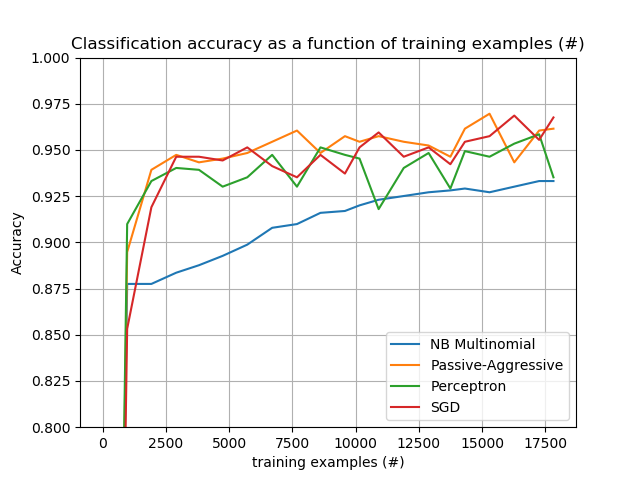 Classification accuracy as a function of training examples (#)
1.000
0.975
0.950
0.925
0.900
0.875
0.850
0.825
0.800
Accuracy
NB Multinomial
Passive-Aggressive
Perceptron
SGD
0 2500 5000 7500 10000 12500 15000 17500
training examples (#)